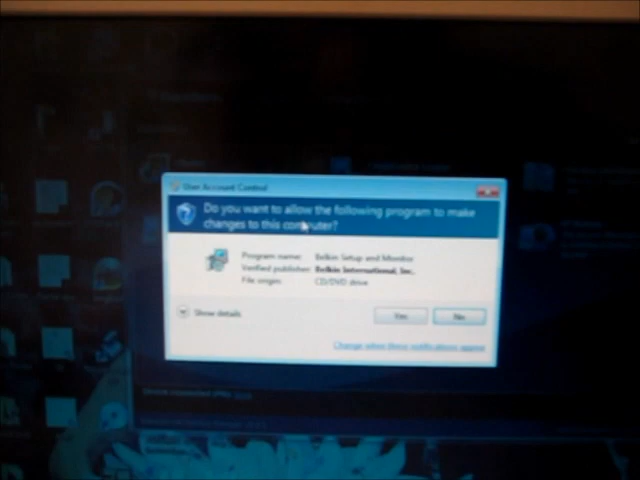 User Account Control
Do you want to allow the following program to make
changes to this computer?
Program name: Belkin Setup and Monitor
Verified publisher: Belkin International, Inc.
File origin: CD/DVD drive
Show details
Yes
No
Change when these notifications appear